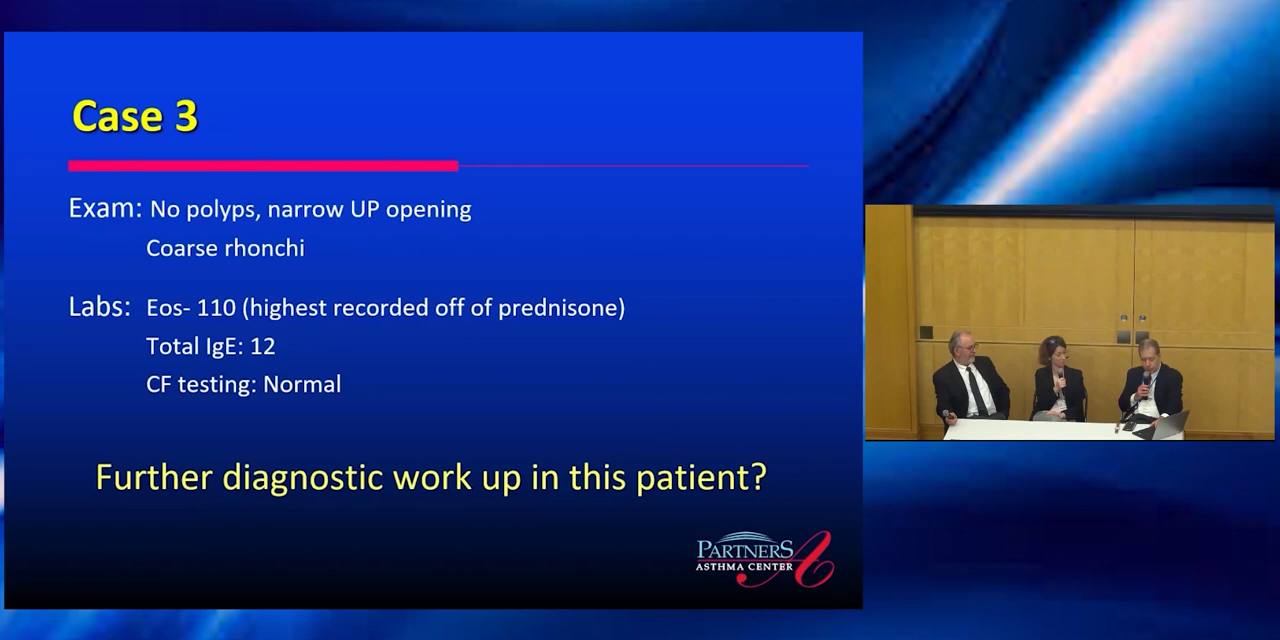 Case 3
Exam: No polyps, narrow UP opening
Coarse rhonchi
Labs: Eos- 110 (highest recorded off of prednisone)
Total IgE: 12
CF testing: Normal
Further diagnostic work up in this patient?
PARTNERS
ASTHMA CENTER